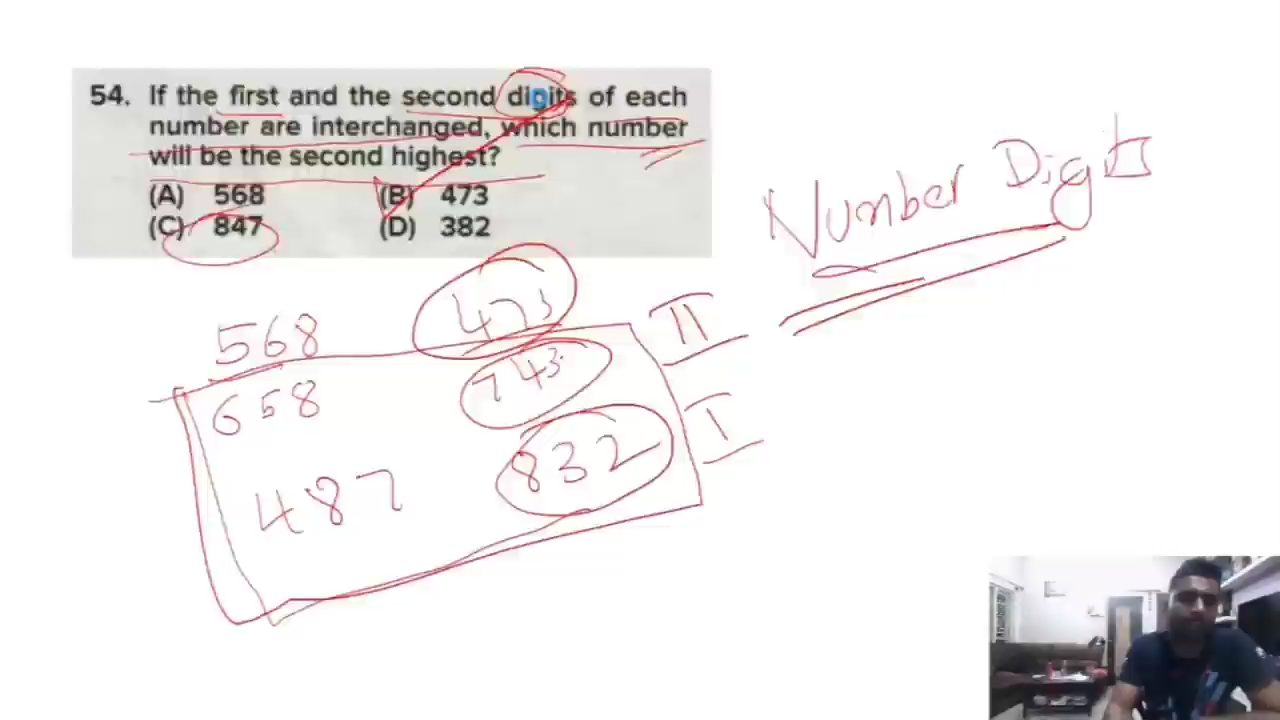 54. If the first and the second digits of each
number are interchanged, which number
will be the second highest?
(A) 568 (B) 473
(C) 847 (D) 382
Number Digits
568 473
II
658 743
I
487 832